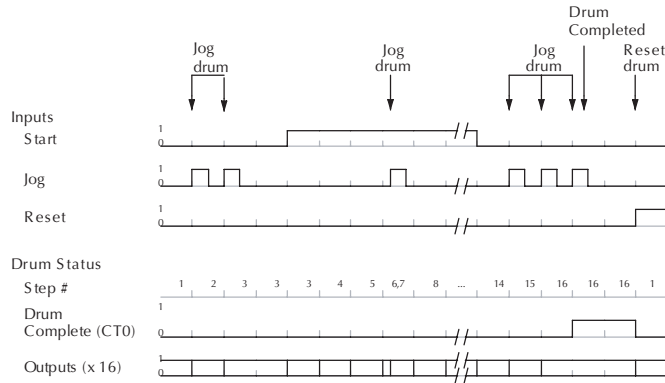 Drum
Completed
Jog
drum
Jog
drum
Jog
drum
Reset
drum
Inputs
Start
1
0
Jog
1
0
Reset
1
0
Drum Status
Step #
1 2 3 3 3 4 5 6,7 8 ... 14 15 16 16 16 1
Drum
Complete (CT0)
1
0
Outputs (x 16)
1
0